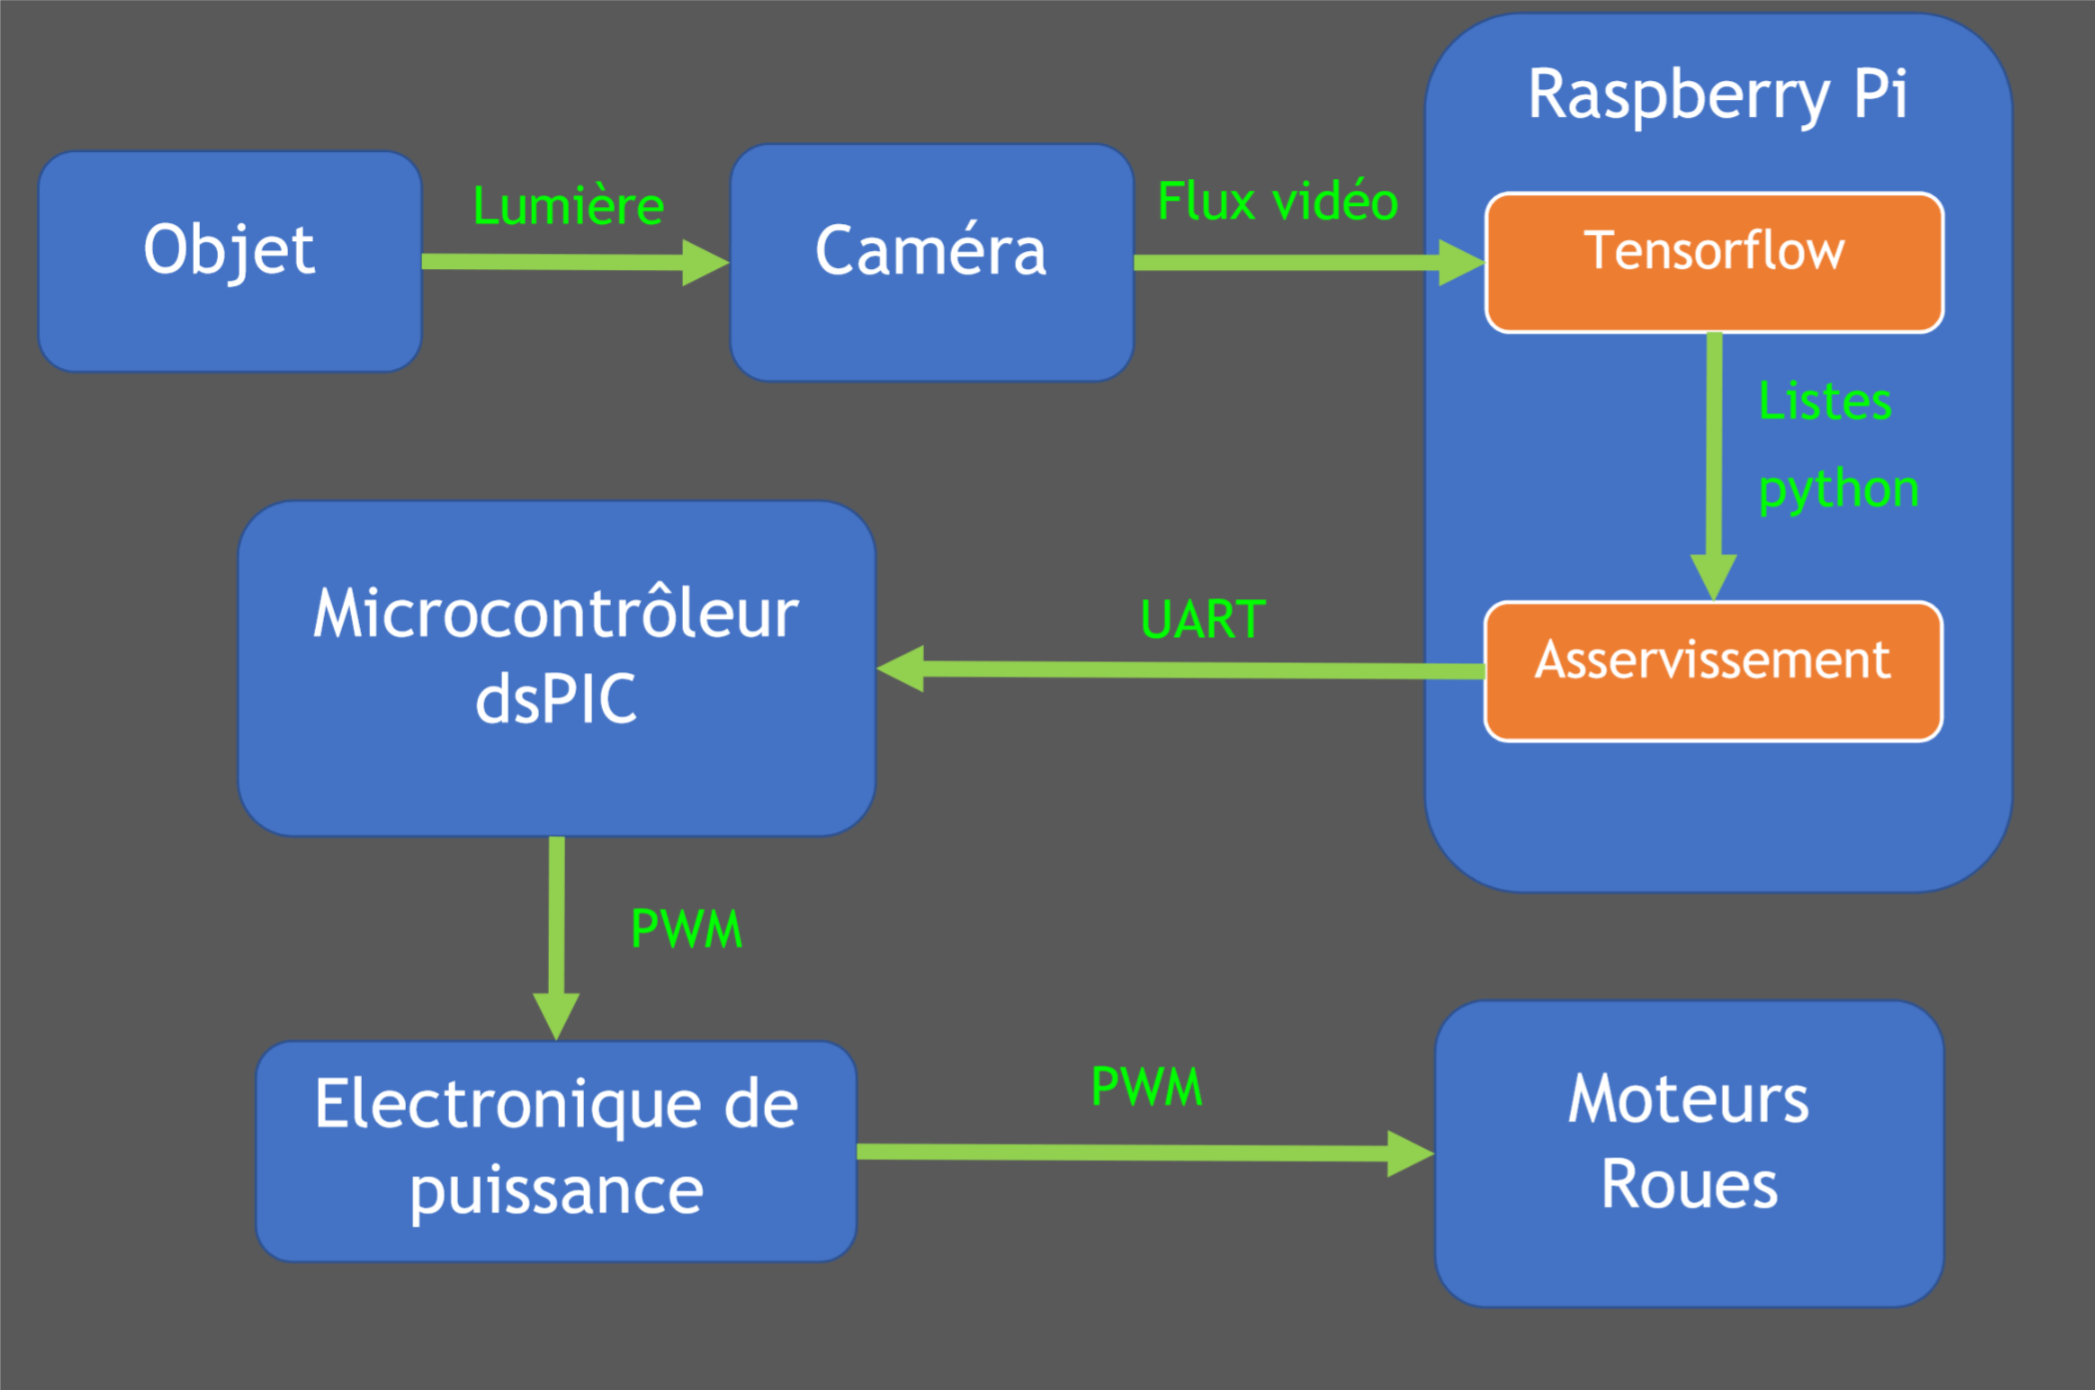 Raspberry Pi
Objet
Lumière
Caméra
Flux vidéo
Tensorflow
Listes
python
Asservissement
UART
Microcontrôleur
dsPIC
PWM
Electronique de
puissance
PWM
Moteurs
Roues